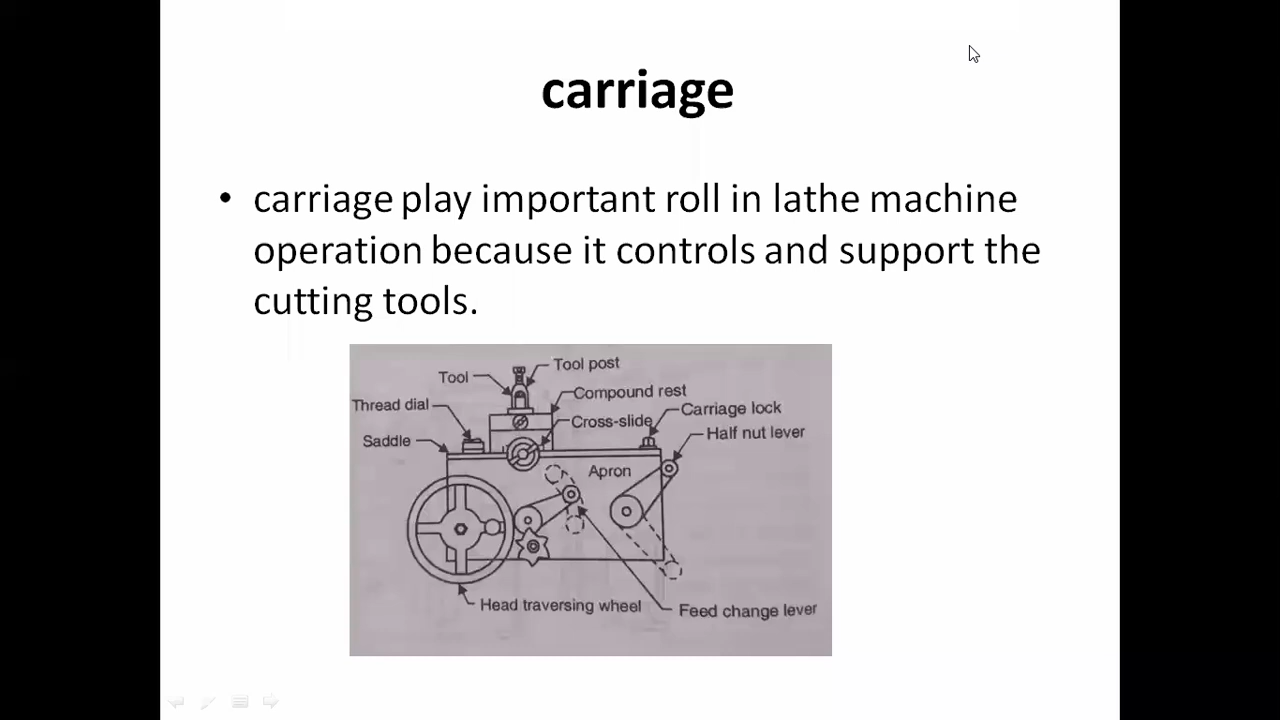 carriage
• carriage play important roll in lathe machine
operation because it controls and support the
cutting tools.
Tool post
Tool
Compound rest
Thread dial
Carriage lock
Cross-slide
Half nut lever
Saddle
Apron
Head traversing wheel
Feed change lever